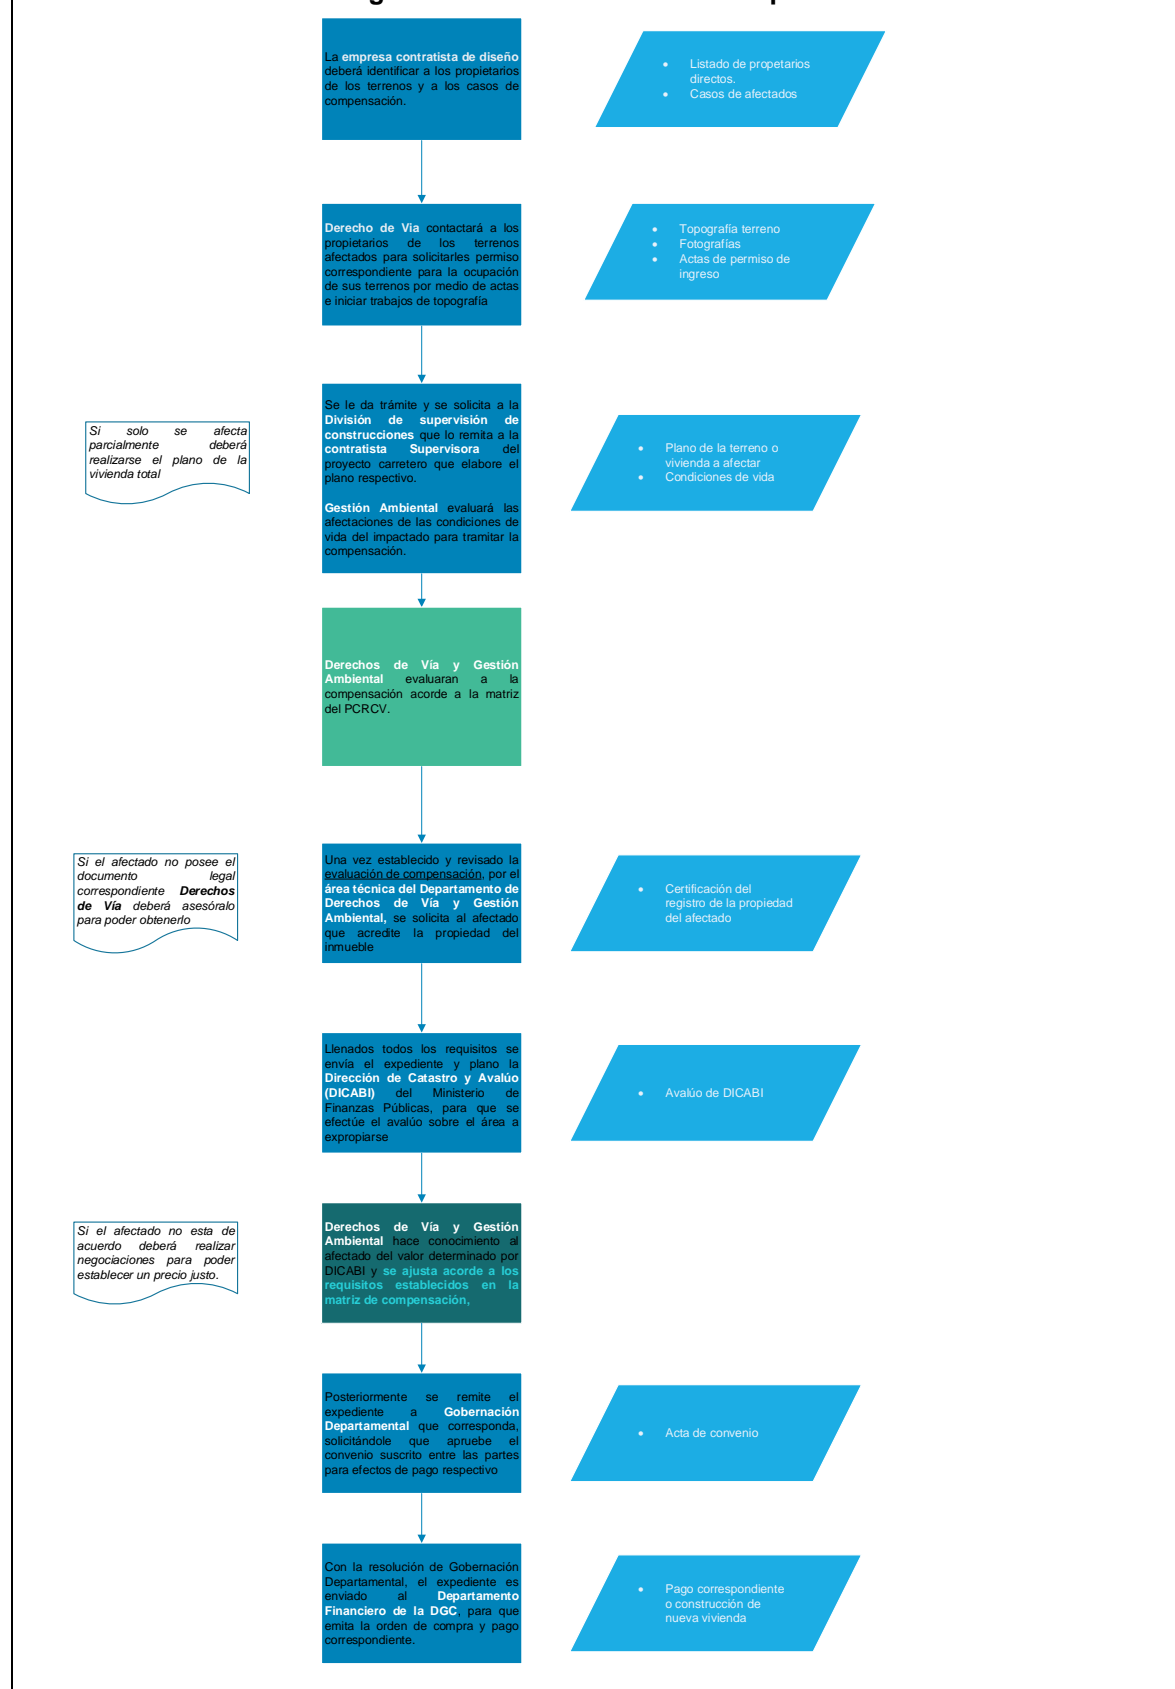 La empresa contratista de diseño
deberá identificar a los propietarios
de los terrenos y a los casos de
compensación.
• Listado de propetarios
directos.
• Casos de afectados
Derecho de Via contactará a los
propietarios de los terrenos
afectados para solicitarles permiso
correspondiente para la ocupación
de sus terrenos por medio de actas
e iniciar trabajos de topografía
• Topografía terreno
• Fotografías
• Actas de permiso de
ingreso
Si solo se afecta
parcialmente deberá
realizarse el plano de la
vivienda total
Se le da trámite y se solicita a la
División de supervisión de
construcciones que lo remita a la
contratista Supervisora del
proyecto carretero que elabore el
plano respectivo.
Gestión Ambiental evaluará las
afectaciones de las condiciones de
vida del impactado para tramitar la
compensación.
• Plano de la terreno o
vivienda a afectar
• Condiciones de vida
Derechos de Vía y Gestión
Ambiental evaluaran a la
compensación acorde a la matriz
del PCRCV.
Si el afectado no posee el
documento legal
correspondiente Derechos
de Vía deberá asesóralo
para poder obtenerlo
Una vez establecido y revisado la
evaluación de compensación, por el
área técnica del Departamento de
Derechos de Vía y Gestión
Ambiental, se solicita al afectado
que acredite la propiedad del
inmueble
• Certificación del
registro de la propiedad
del afectado
Llenados todos los requisitos se
envía el expediente y plano la
Dirección de Catastro y Avalúo
(DICABI) del Ministerio de
Finanzas Públicas, para que se
efectúe el avalúo sobre el área a
expropiarse
• Avalúo de DICABI
Si el afectado no esta de
acuerdo deberá realizar
negociaciones para poder
establecer un precio justo.
Derechos de Vía y Gestión
Ambiental hace conocimiento al
afectado del valor determinado por
DICABI y se ajusta acorde a los
requisitos establecidos en la
matriz de compensación,
Posteriormente se remite el
expediente a Gobernación
Departamental que corresponda,
solicitándole que apruebe el
convenio suscrito entre las partes
para efectos de pago respectivo
• Acta de convenio
Con la resolución de Gobernación
Departamental, el expediente es
enviado al Departamento
Financiero de la DGC, para que
emita la orden de compra y pago
correspondiente.
• Pago correspondiente
o construcción de
nueva vivienda